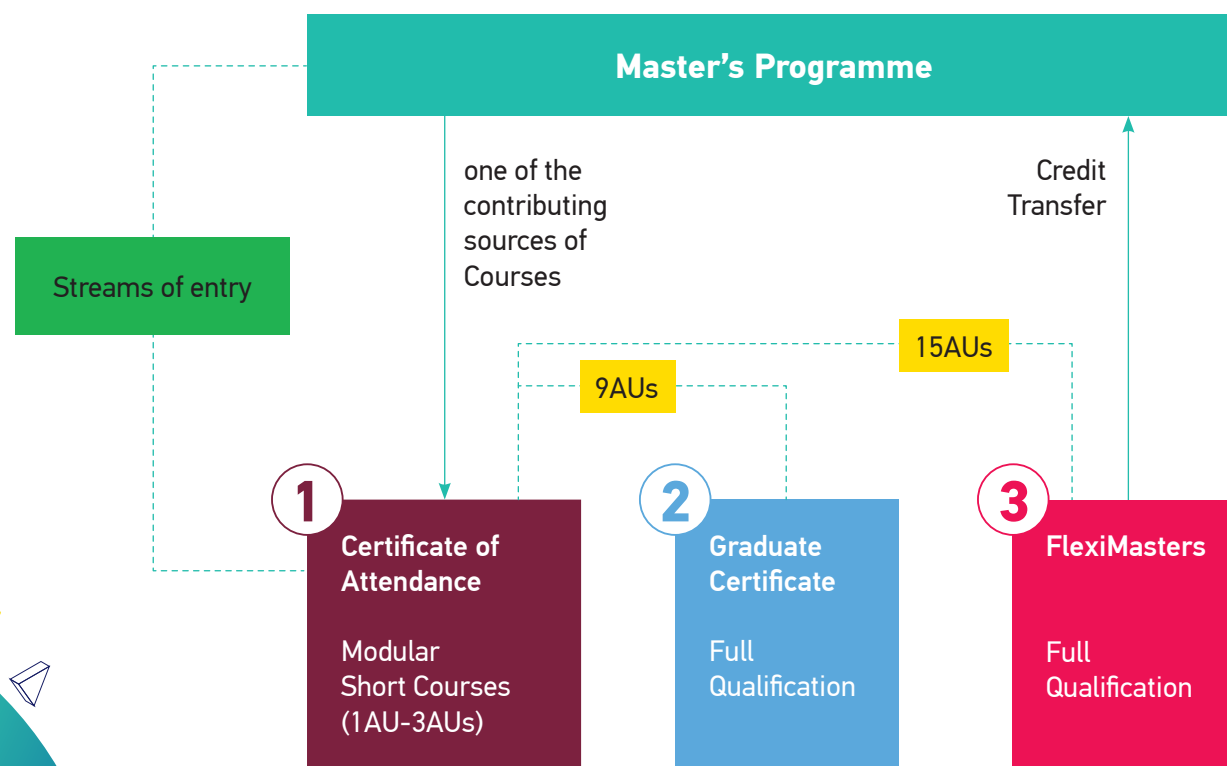 Master's Programme
one of the
contributing
sources of
Courses
Credit
Transfer
Streams of entry
15AUs
9AUs
1
Certificate of
Attendance
Modular
Short Courses
(1AU-3AUs)
2
Graduate
Certificate
Full
Qualification
3
FlexiMasters
Full
Qualification